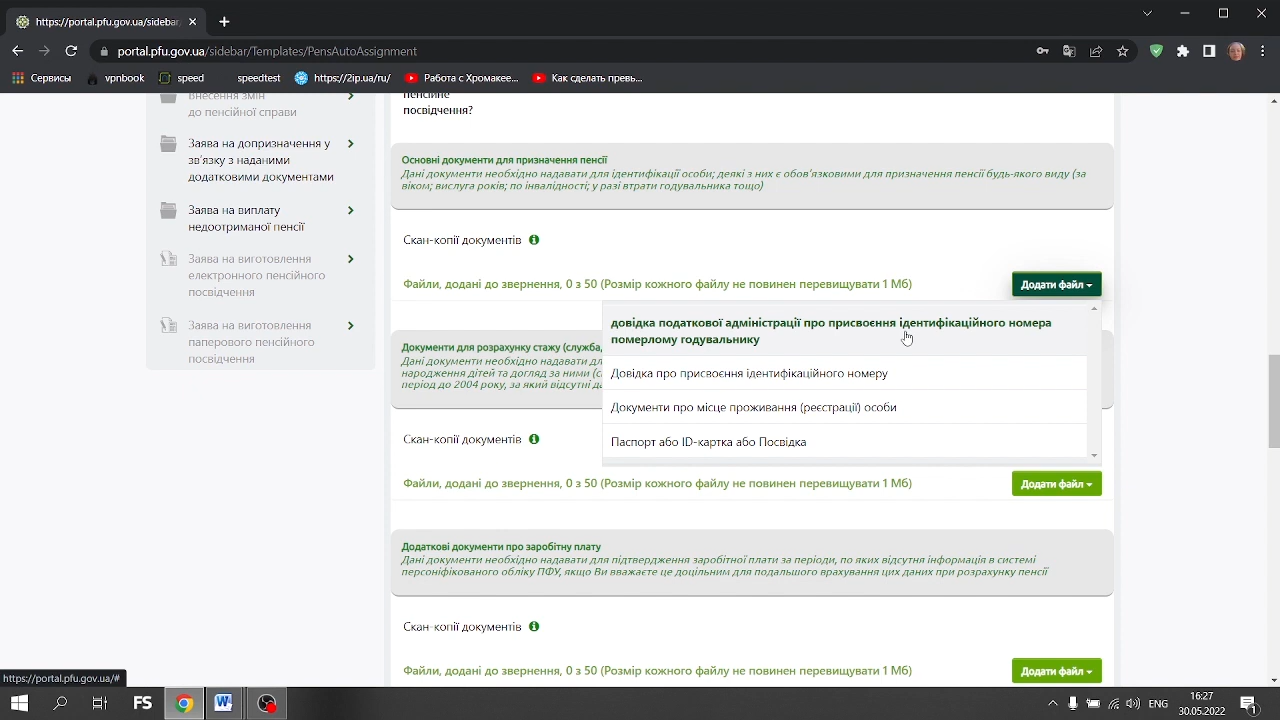 portal.pfu.gov.ua/sidebar/Templates/PensAutoAssignment
Сервисы
vpnbook
speed
speedtest
https://zip.ua/ru/
Работа с Хромакее...
Как сделать прев-...
Внесення змін
до пенсійної справи
Заява на допризначення у
зв'язку з наданими
додатковими документами
Заява на виплату
недоотриманої пенсії
Заява на виготовлення
електронного пенсійного
посвідчення
Заява на виготовлення
паперового пенсійного
посвідчення
пенсійне
посвідчення?
Основні документи для призначення пенсії
Дані документи необхідно надавати для ідентифікації особи; деякі з них є обов'язковими для призначення пенсії будь-якого виду (за
віком; вислуга років; по інвалідності; у разі втрати годувальника тощо)
Скан-копії документів
Файли, додані до звернення, 0 з 50 (Розмір кожного файлу не повинен перевищувати 1 Мб)
Додати файл
довідка податкової адміністрації про присвоєння ідентифікаційного номера
померлому годувальнику
Довідка про присвоєння ідентифікаційного номеру
Документи про місце проживання (реєстрації) особи
Паспорт або ID-картка або Посвідка
Документи для розрахунку стажу (служба,
Дані документи необхідно надавати дл
народження дітей та догляд за ними (с
період до 2004 року, за який відсутні да
Скан-копії документів
Файли, додані до звернення, 0 з 50 (Розмір кожного файлу не повинен перевищувати 1 Мб)
Додати файл
Додаткові документи про заробітну плату
Дані документи необхідно надавати для підтвердження заробітної плати за періоди, по яких відсутня інформація в системі
персоніфікованого обліку ПФУ, якщо Ви вважаєте це доцільним для подальшого врахування цих даних при розрахунку пенсії
Скан-копії документів
Файли, додані до звернення, 0 з 50 (Розмір кожного файлу не повинен перевищувати 1 Мб)
Додати файл
https://portal.pfu.gov.ua/#
FS
ENG
16:27
30.05.2022
1